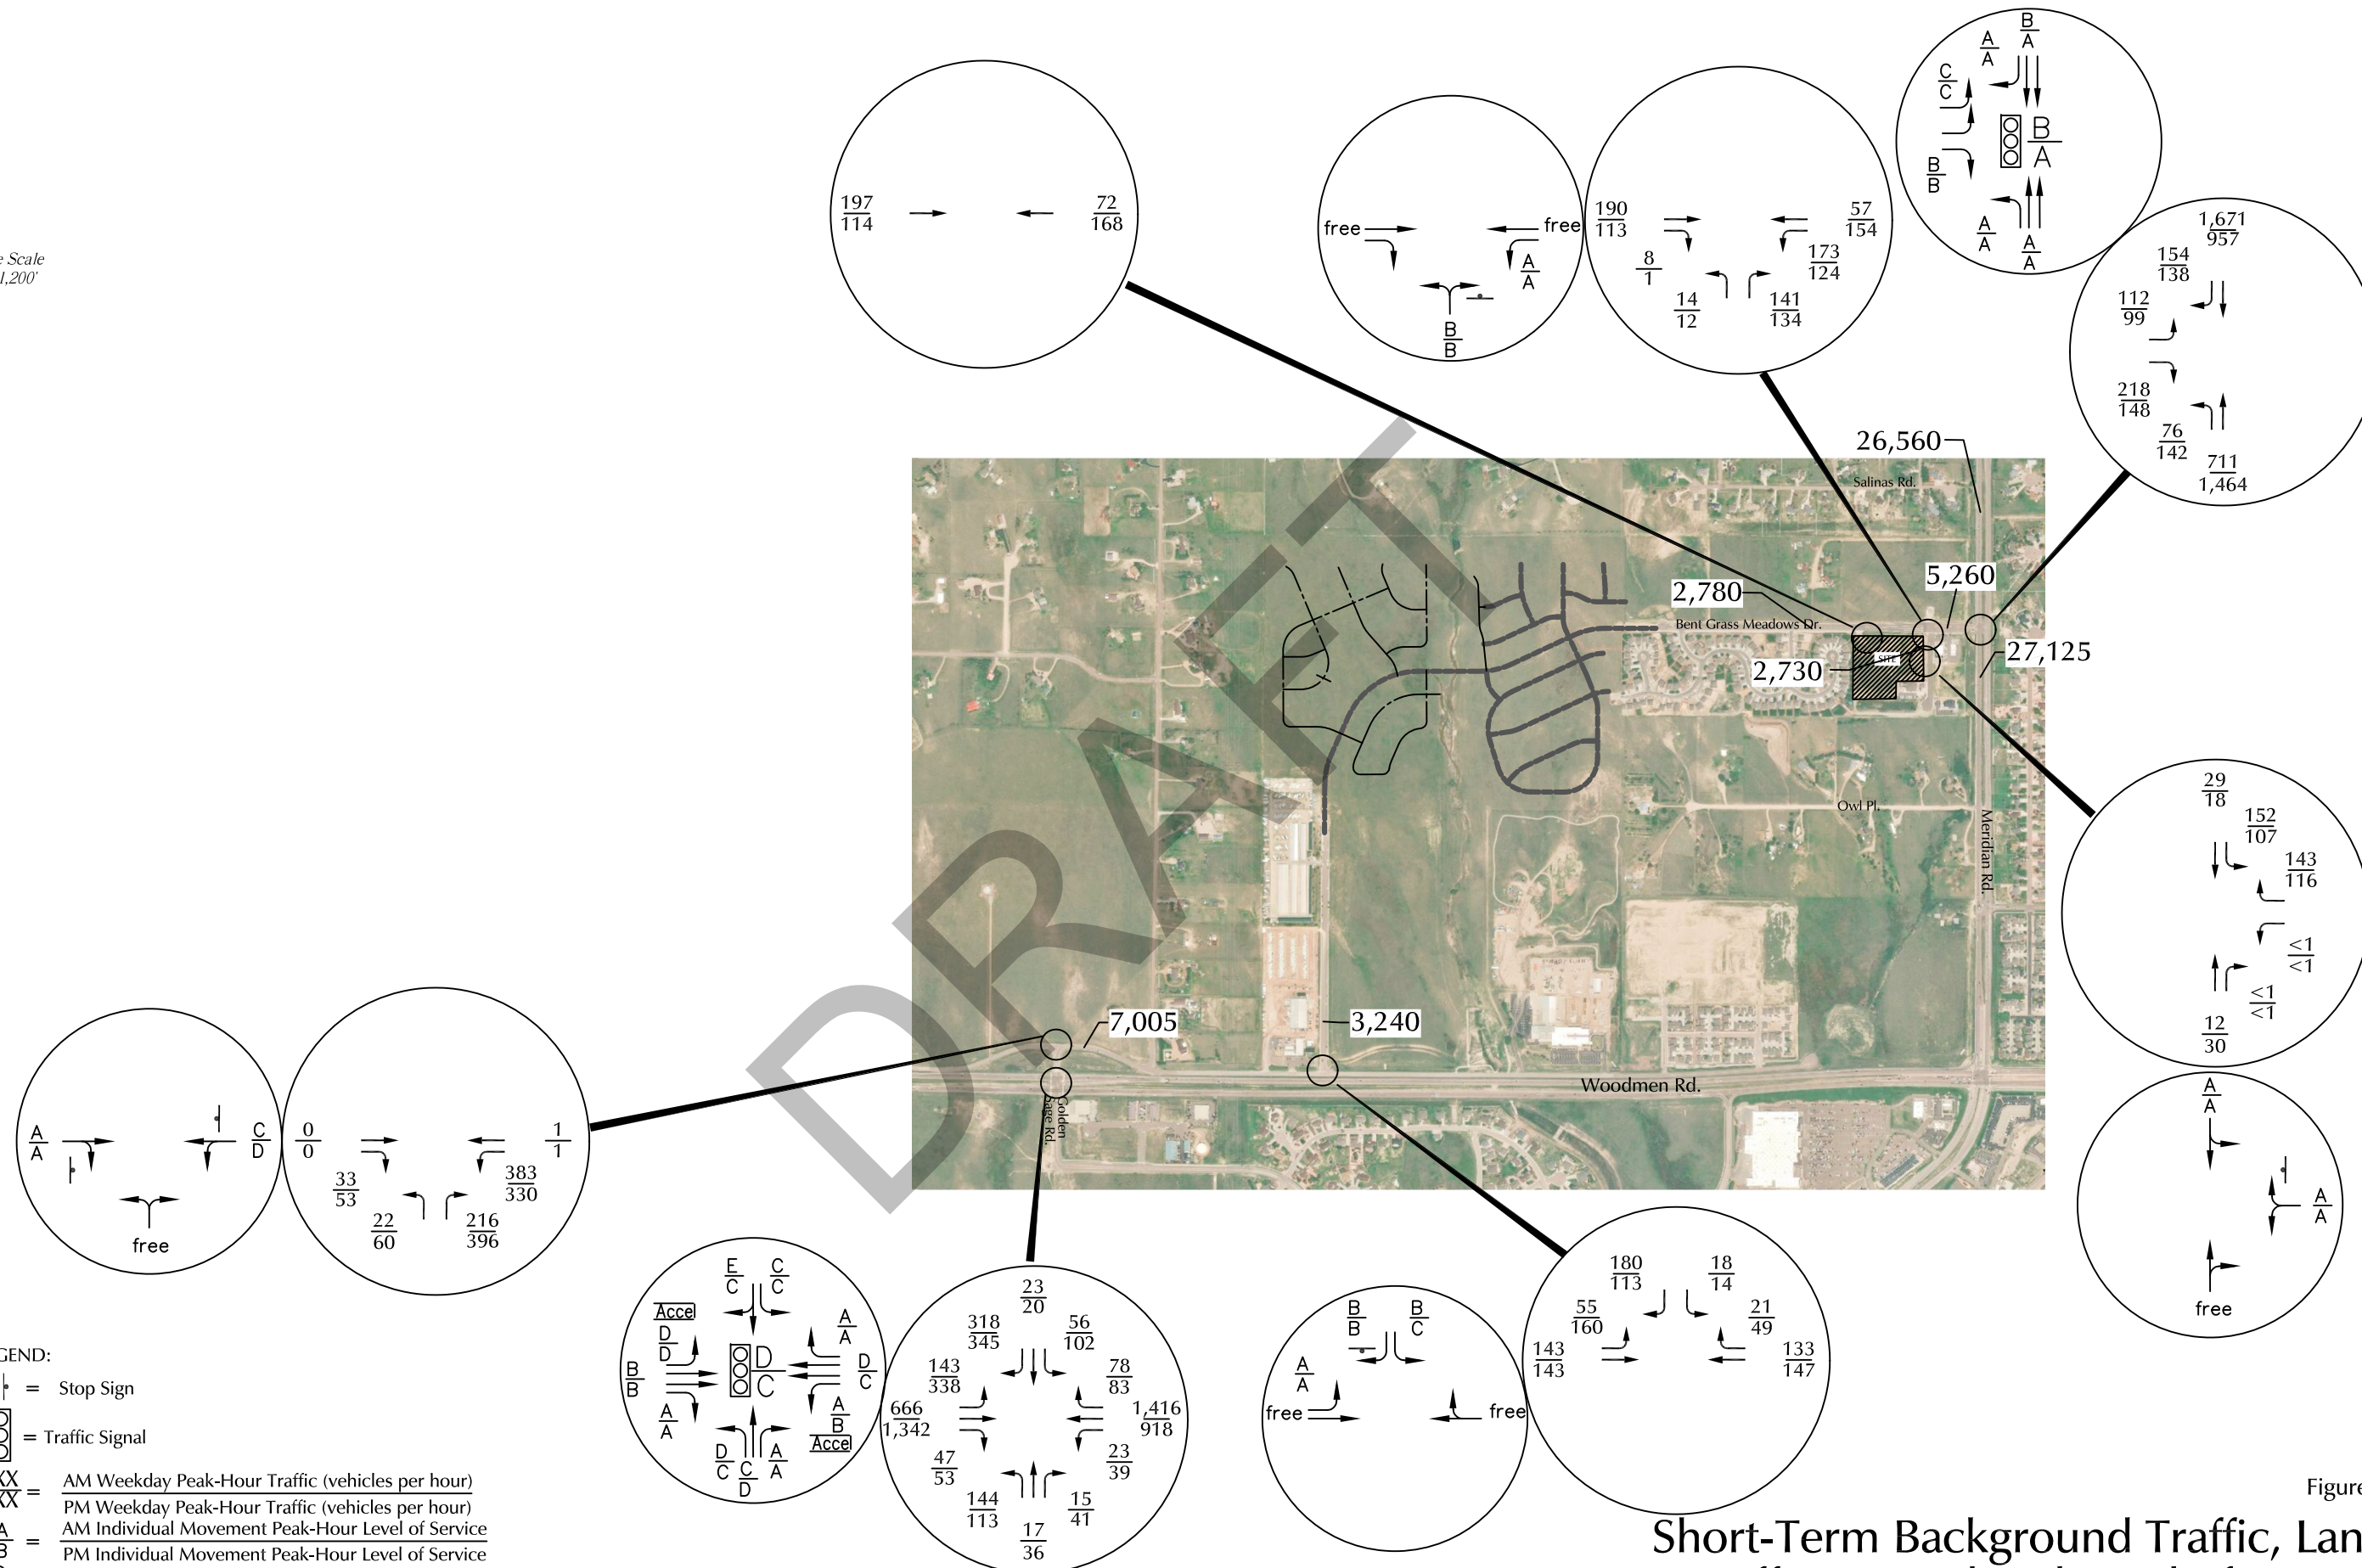 e Scale
1,200'
197
114
72
168
free
free
A
A
B
B
190
113
57
154
8
1
173
124
14
12
141
134
B
A
A
A
C
C
B
A
B
B
A
A
A
A
1,671
957
154
138
112
99
218
148
76
142
711
1,464
26,560
Salinas Rd.
2,780
5,260
Bent Grass Meadows Dr.
SITE
2,730
27,125
Owl Pl.
Meridian Rd.
DRAFT
29
18
152
107
143
116
<1
<1
<1
<1
12
30
A
A
A
A
free
7,005
3,240
Woodmen Rd.
Golden
Sage Rd.
A
A
C
D
free
0
0
1
1
33
53
383
330
22
60
216
396
E
C
C
C
Accel
D
D
A
A
B
B
D
C
D
C
A
A
A
B
Accel
D
C
C
D
A
A
23
20
318
345
56
102
143
338
78
83
666
1,342
1,416
918
47
53
23
39
144
113
15
41
17
36
B
B
B
C
A
A
free
free
180
113
18
14
55
160
21
49
143
143
133
147
GEND:
= Stop Sign
= Traffic Signal
XX
XX
=
AM Weekday Peak-Hour Traffic (vehicles per hour)
PM Weekday Peak-Hour Traffic (vehicles per hour)
A
B
=
AM Individual Movement Peak-Hour Level of Service
PM Individual Movement Peak-Hour Level of Service
Figure
Short-Term Background Traffic, Lan